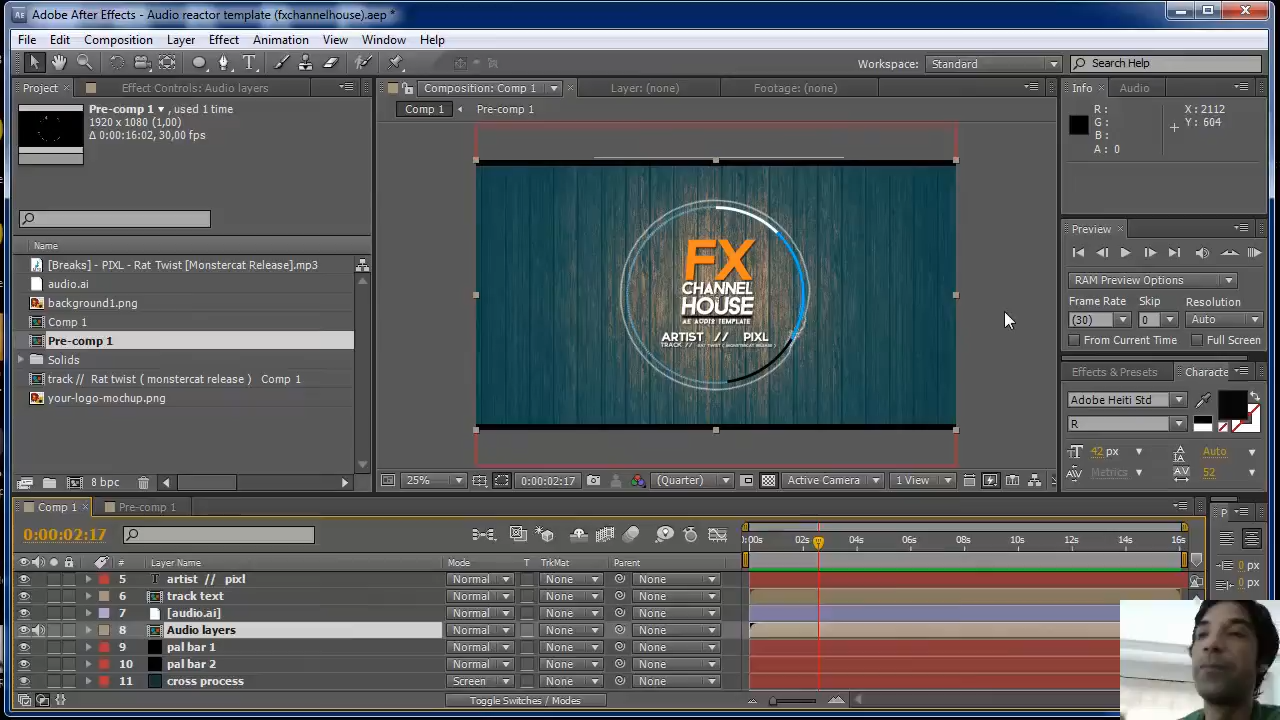 Adobe After Effects - Audio reactor template (fxchannelhouse).aep *
File Edit Composition Layer Effect Animation View Window Help
Workspace: Standard Search Help
Project Effect Controls: Audio layers
Composition: Comp 1 Layer: (none) Footage: (none)
Info Audio
Pre-comp 1, used 1 time
1920 x 1080 (1,00)
Δ 0:00:16:02, 30,00 fps
Comp 1 Pre-comp 1
R :
G :
B :
A : 0
X : 2112
Y : 604
Name
[Breaks] - PIXL - Rat Twist [Monstercat Release].mp3
audio.ai
background1.png
Comp 1
Pre-comp 1
Solids
track // Rat twist ( monstercat release ) Comp 1
your-logo-mochup.png
8 bpc
FX
CHANNEL
HOUSE
AE AUDIO TEMPLATE
ARTIST // PIXL
TRACK // RAT TWIST ( MONSTERCAT RELEASE )
Preview
RAM Preview Options
Frame Rate Skip Resolution
(30) 0 Auto
From Current Time Full Screen
Effects & Presets Characte
Adobe Heiti Std
R
42 px Auto
Metrics 52
25% 0:00:02:17 (Quarter) Active Camera 1 View
Comp 1 Pre-comp 1
0:00:02:17
:00s 02s 04s 06s 08s 10s 12s 14s 16s
# Layer Name Mode T TrkMat Parent
5 artist // pixl Normal None None
6 track text Normal None None
7 [audio.ai] Normal None None
8 Audio layers Normal None None
9 pal bar 1 Normal None None
10 pal bar 2 Normal None None
11 cross process Screen None None
Toggle Switches / Modes
P
0 px
0 px